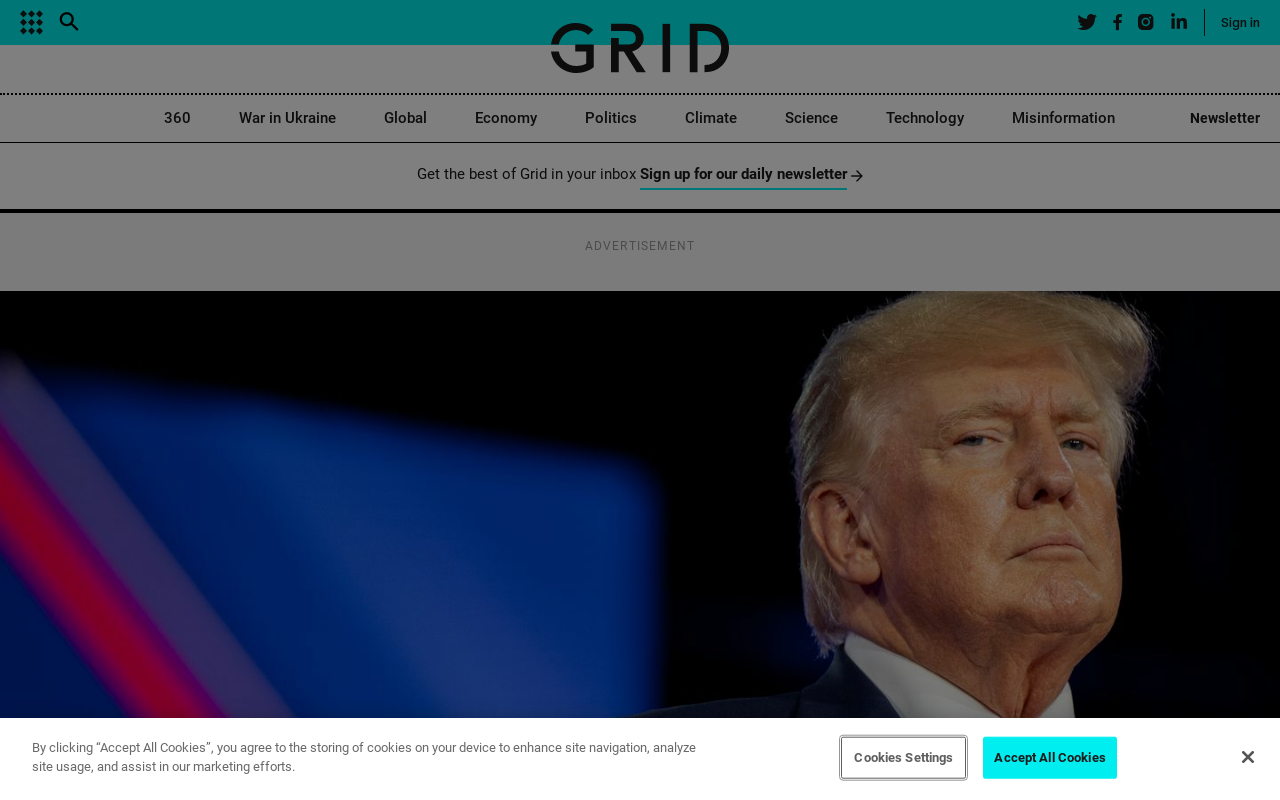 Sign in
GRID
360 War in Ukraine Global Economy Politics Climate Science Technology Misinformation Newsletter
Get the best of Grid in your inbox Sign up for our daily newsletter
ADVERTISEMENT
By clicking “Accept All Cookies”, you agree to the storing of cookies on your device to enhance site navigation, analyze
site usage, and assist in our marketing efforts.
Cookies Settings
Accept All Cookies